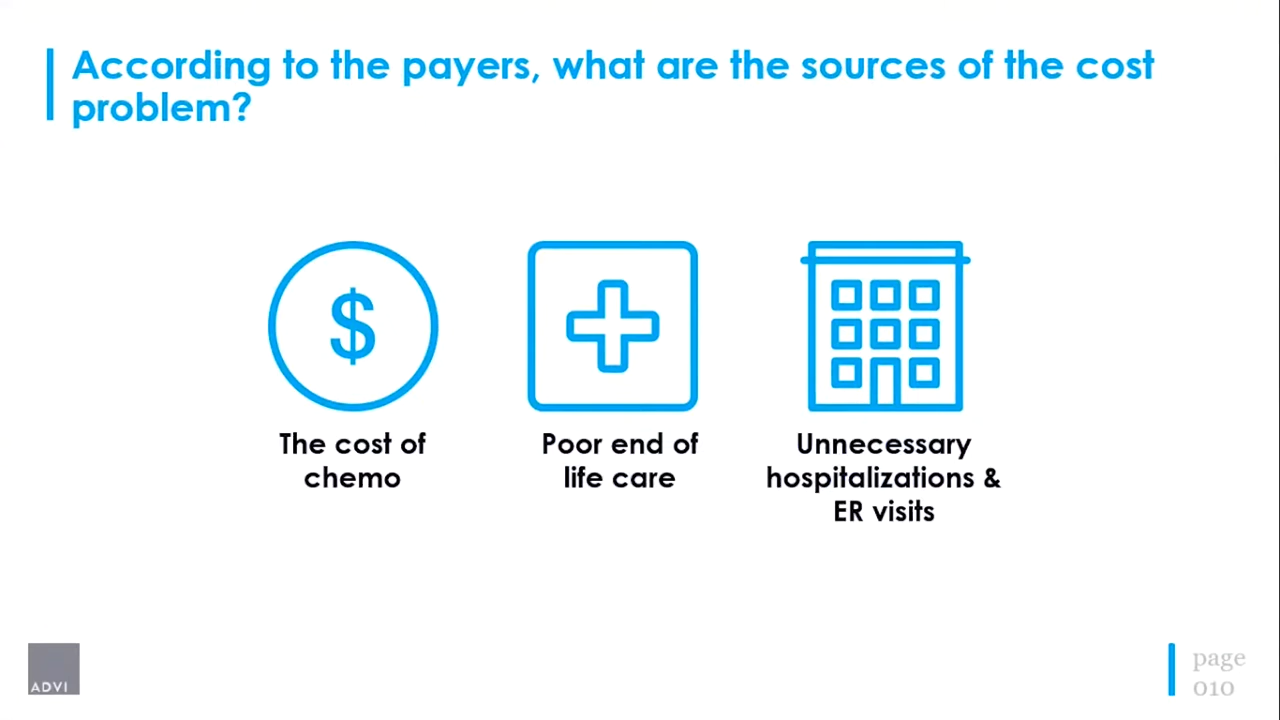 According to the payers, what are the sources of the cost
problem?
$
The cost of
chemo
Poor end of
life care
Unnecessary
hospitalizations &
ER visits
ADVI
page
010